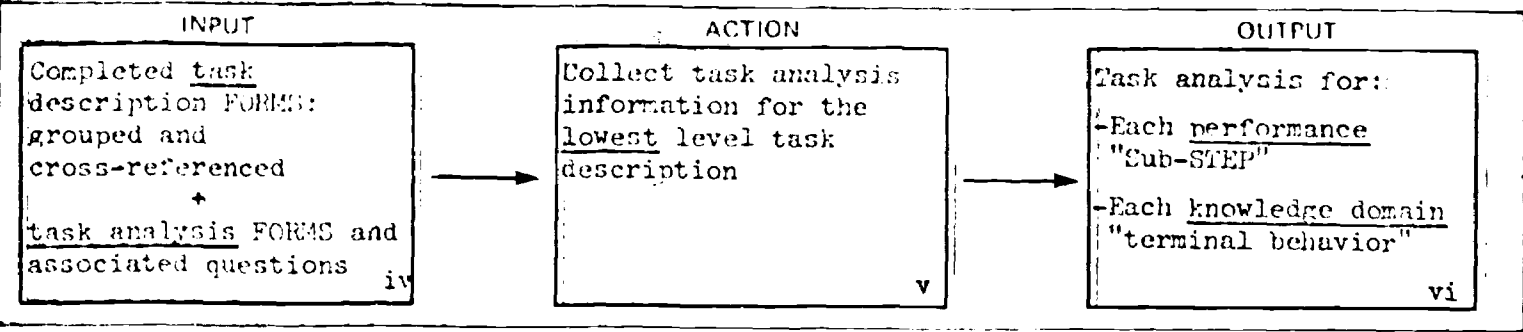 INPUT
Completed task
description FORMS:
grouped and
cross-referenced
+
task analysis FORMS and
associated questions
iv
ACTION
Collect task analysis
information for the
lowest level task
description
v
OUTPUT
Task analysis for:
-Each performance
"Sub-STEP"
-Each knowledge domain
"terminal behavior"
vi